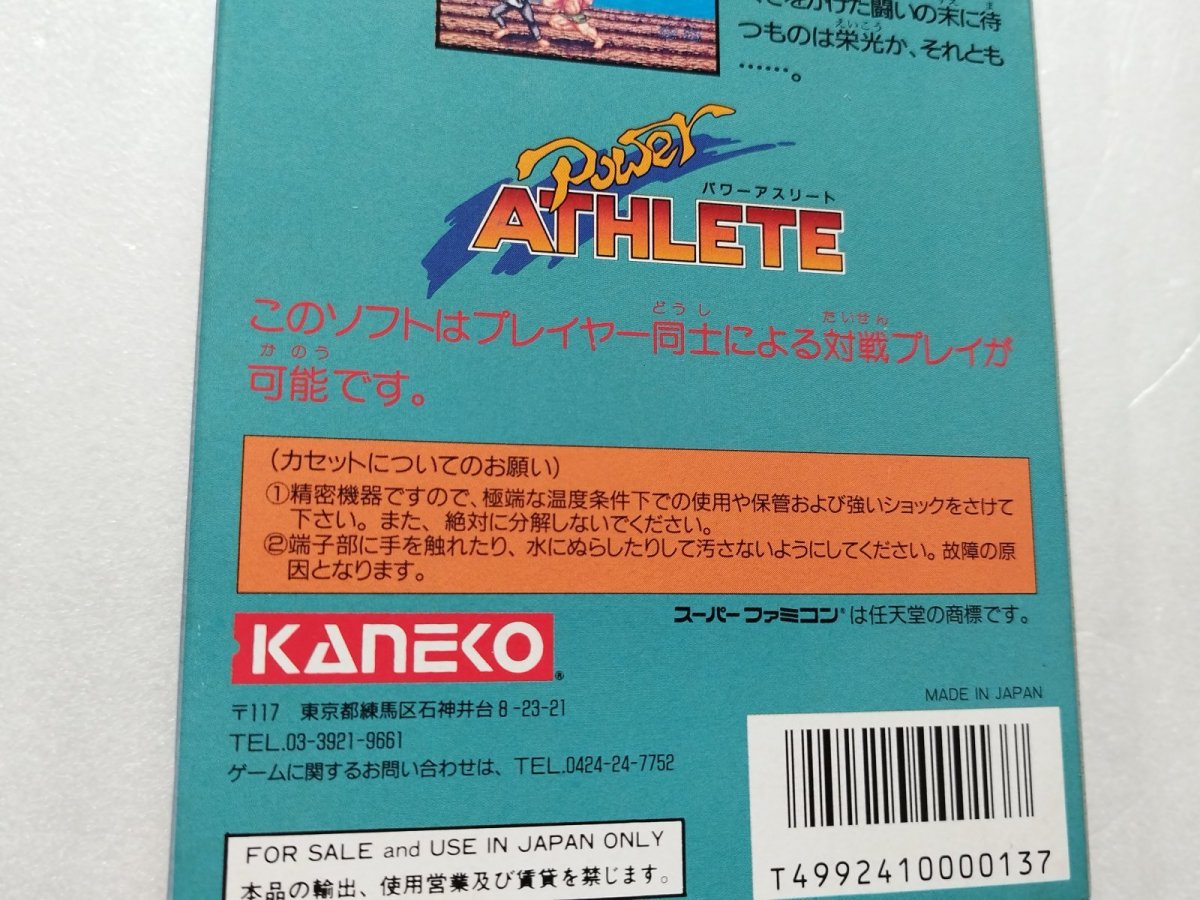 をかけた闘いの末に待
つものは栄光か、それとも
……。
Power
パワーアスリート
ATHLETE
このソフトはプレイヤー同士による対戦プレイが
可能です。
(カセットについてのお願い)
①精密機器ですので、極端な温度条件下での使用や保管および強いショックをさけて
下さい。また、絶対に分解しないでください。
②端子部に手を触れたり、水にぬらしたりして汚さないようにしてください。故障の原
因となります。
スーパーファミコン®は任天堂の商標です。
KANEKO®
〒117 東京都練馬区石神井台8-23-21
TEL.03-3921-9661
ゲームに関するお問い合わせは、TEL.0424-24-7752
MADE IN JAPAN
FOR SALE and USE IN JAPAN ONLY
本品の輸出、使用営業及び賃貸を禁じます。
T4992410000137